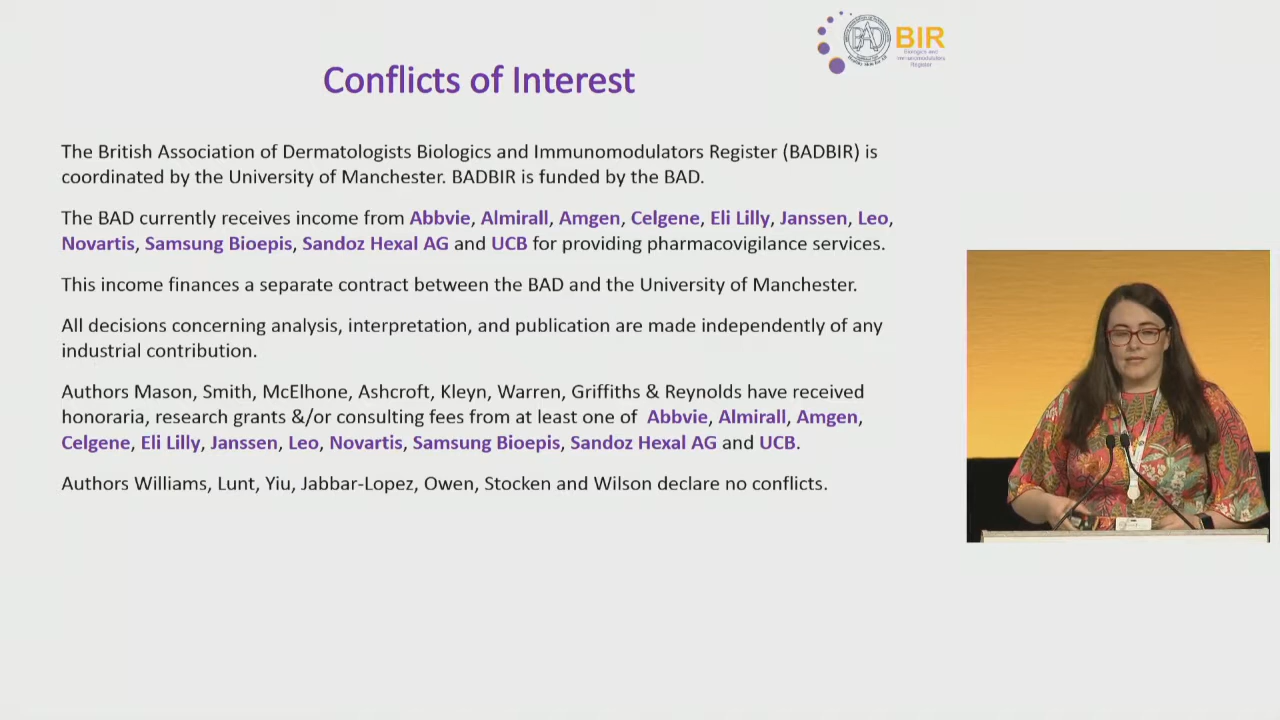 BIR
Biologics and
Immunomodulators
Register
Conflicts of Interest
The British Association of Dermatologists Biologics and Immunomodulators Register (BADBIR) is
coordinated by the University of Manchester. BADBIR is funded by the BAD.
The BAD currently receives income from Abbvie, Almirall, Amgen, Celgene, Eli Lilly, Janssen, Leo,
Novartis, Samsung Bioepis, Sandoz Hexal AG and UCB for providing pharmacovigilance services.
This income finances a separate contract between the BAD and the University of Manchester.
All decisions concerning analysis, interpretation, and publication are made independently of any
industrial contribution.
Authors Mason, Smith, McElhone, Ashcroft, Kleyn, Warren, Griffiths & Reynolds have received
honoraria, research grants &/or consulting fees from at least one of Abbvie, Almirall, Amgen,
Celgene, Eli Lilly, Janssen, Leo, Novartis, Samsung Bioepis, Sandoz Hexal AG and UCB.
Authors Williams, Lunt, Yiu, Jabbar-Lopez, Owen, Stocken and Wilson declare no conflicts.